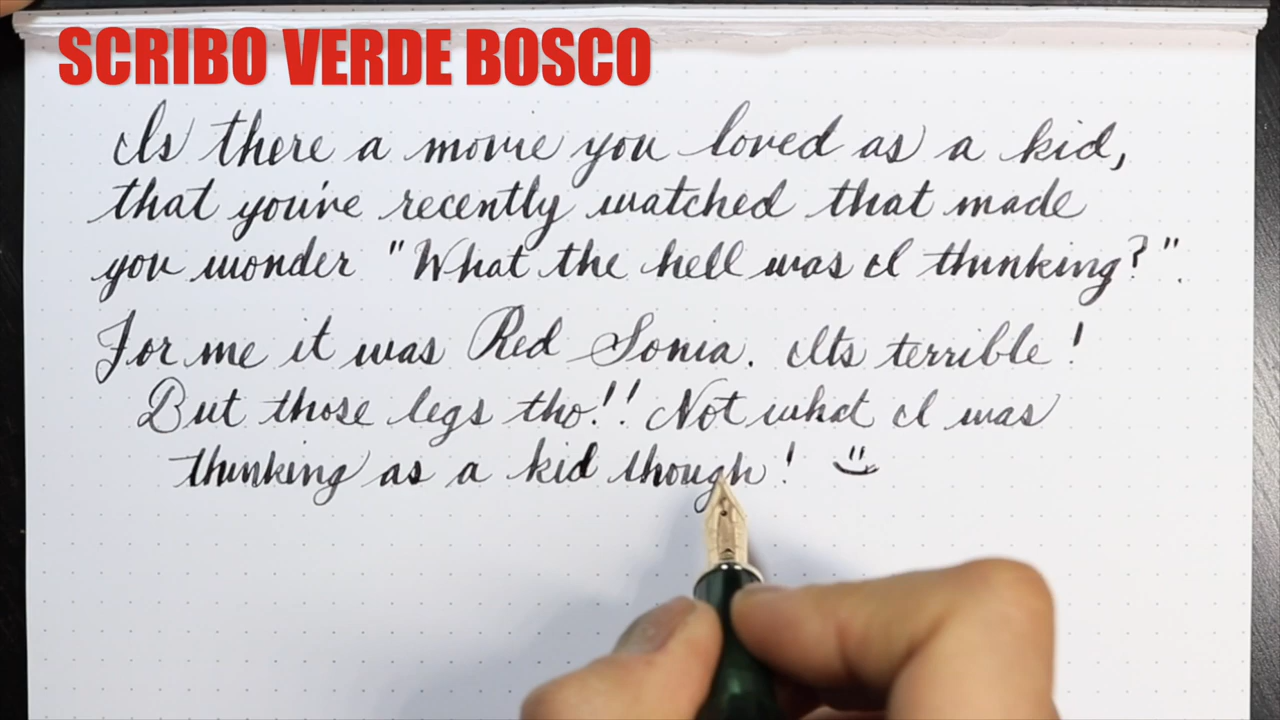 SCRIBO VERDE BOSCO
Is there a movie you loved as a kid,
that you've recently watched that made
you wonder "What the hell was I thinking?".
For me it was Red Sonia. Its terrible!
But those legs tho!! Not what I was
thinking as a kid though! :)